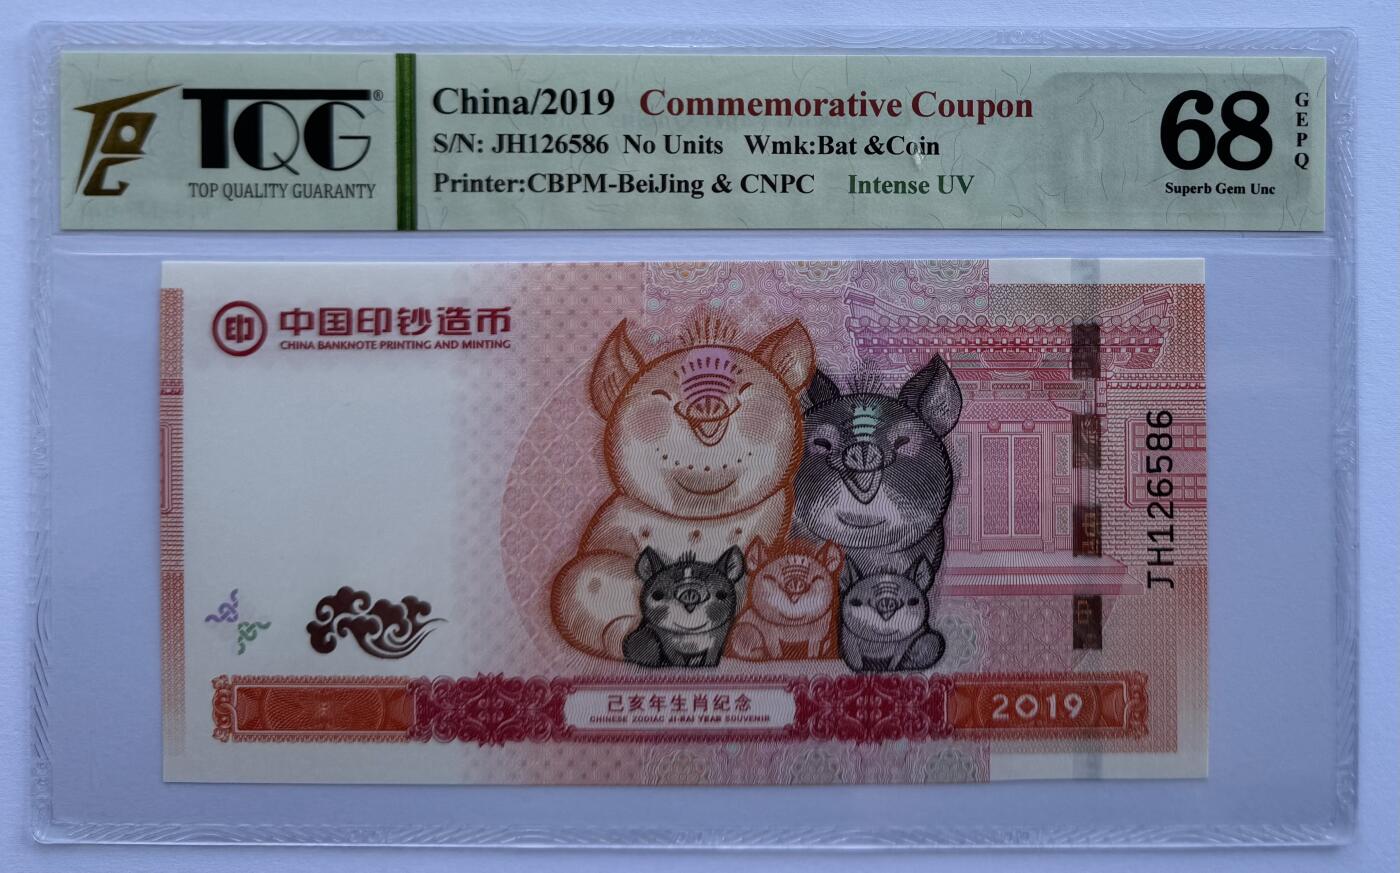 TQG®
TOP QUALITY GUARANTY
China/2019 Commemorative Coupon
S/N: JH126586 No Units Wmk:Bat &Coin
Printer:CBPM-BeiJing & CNPC Intense UV
68
Superb Gem Unc
GEPQ
印 中国印钞造币
CHINA BANKNOTE PRINTING AND MINTING
JH126586
己亥年生肖纪念
CHINESE ZODIAC JI-HAI YEAR SOUVENIR
2019